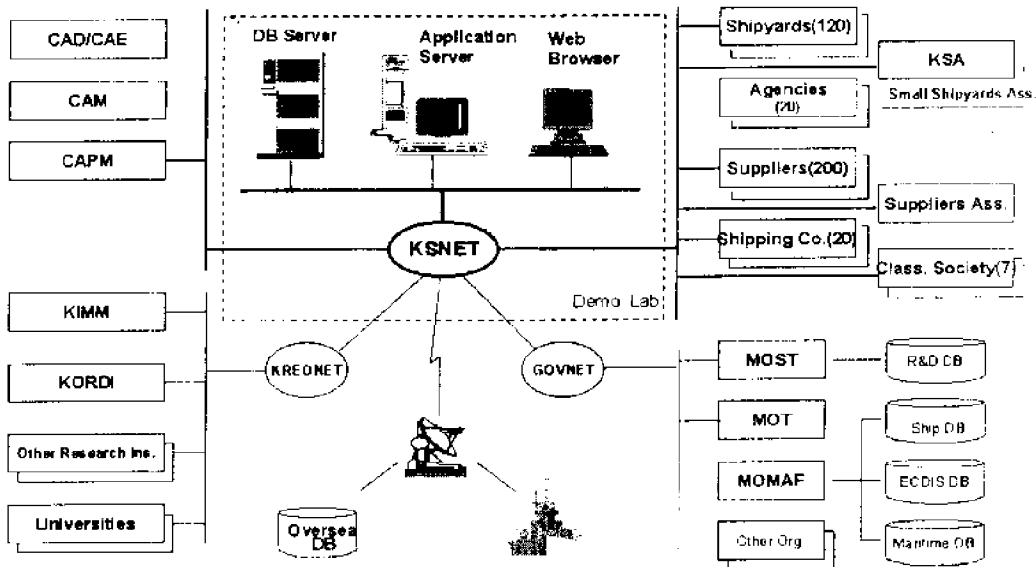 CAD/CAE
CAM
CAPM
DB Server
Application
Server
Web
Browser
KSNET
Demo Lab
Shipyards(120)
KSA
Small Shipyards Ass.
Agencies
(20)
Suppliers(200)
Suppliers Ass.
Shipping Co.(20)
Class. Society(7)
KIMM
KORDI
Other Research Ins.
Universities
KREONET
GOVNET
Oversea
DB
MOST
MOT
MOMAF
Other Org
R&D DB
Ship DB
ECDIS DB
Maritime DB